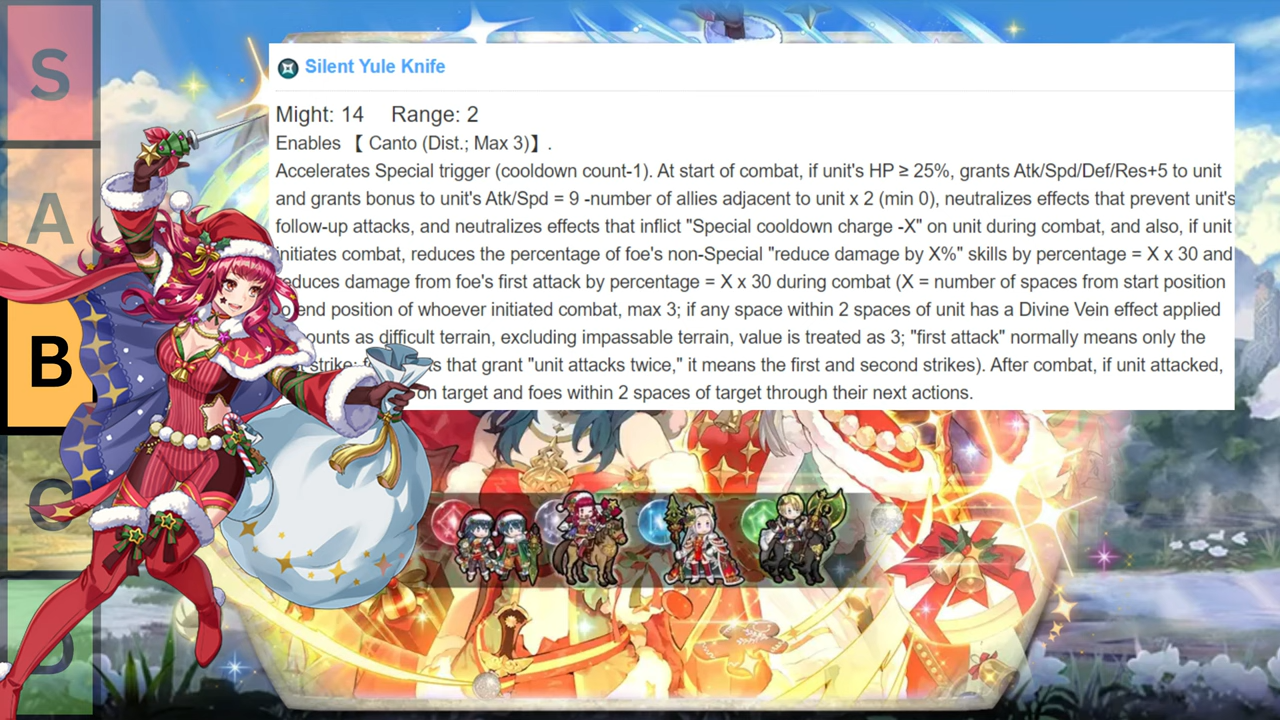 S
A
B
C
D
Silent Yule Knife
Might: 14 Range: 2
Enables 【 Canto (Dist.; Max 3)】 .
Accelerates Special trigger (cooldown count-1). At start of combat, if unit's HP ≥ 25%, grants Atk/Spd/Def/Res+5 to unit
and grants bonus to unit's Atk/Spd = 9 -number of allies adjacent to unit x 2 (min 0), neutralizes effects that prevent unit's
follow-up attacks, and neutralizes effects that inflict "Special cooldown charge -X" on unit during combat, and also, if unit
initiates combat, reduces the percentage of foe's non-Special "reduce damage by X%" skills by percentage = X x 30 and
reduces damage from foe's first attack by percentage = X x 30 during combat (X = number of spaces from start position
to end position of whoever initiated combat, max 3; if any space within 2 spaces of unit has a Divine Vein effect applied
counts as difficult terrain, excluding impassable terrain, value is treated as 3; "first attack" normally means only the
strike; that grant "unit attacks twice," it means the first and second strikes). After combat, if unit attacked,
on target and foes within 2 spaces of target through their next actions.